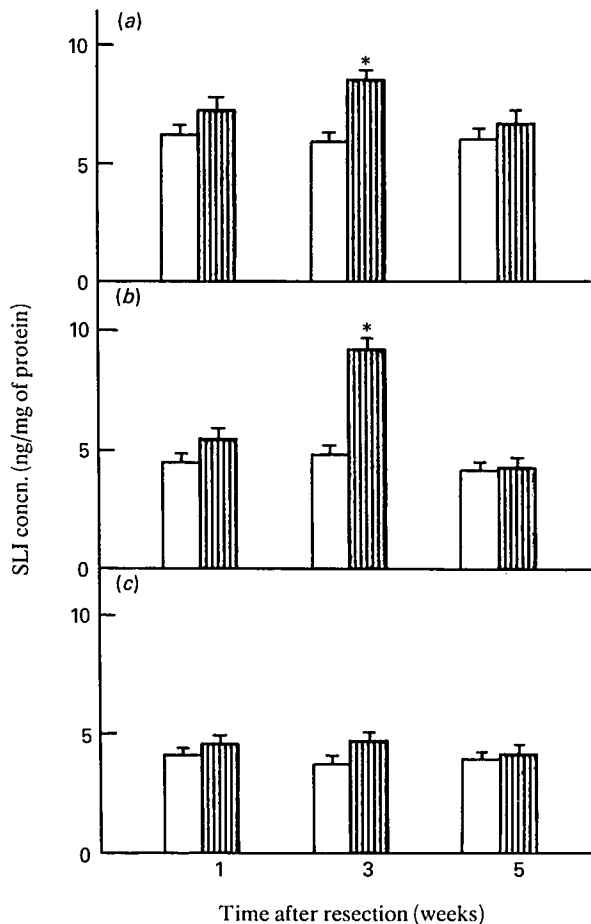 (a)
10
*
5
0
(b)
10
*
5
0
(c)
10
5
0
1 3 5
SLI concn. (ng/mg of protein)
Time after resection (weeks)